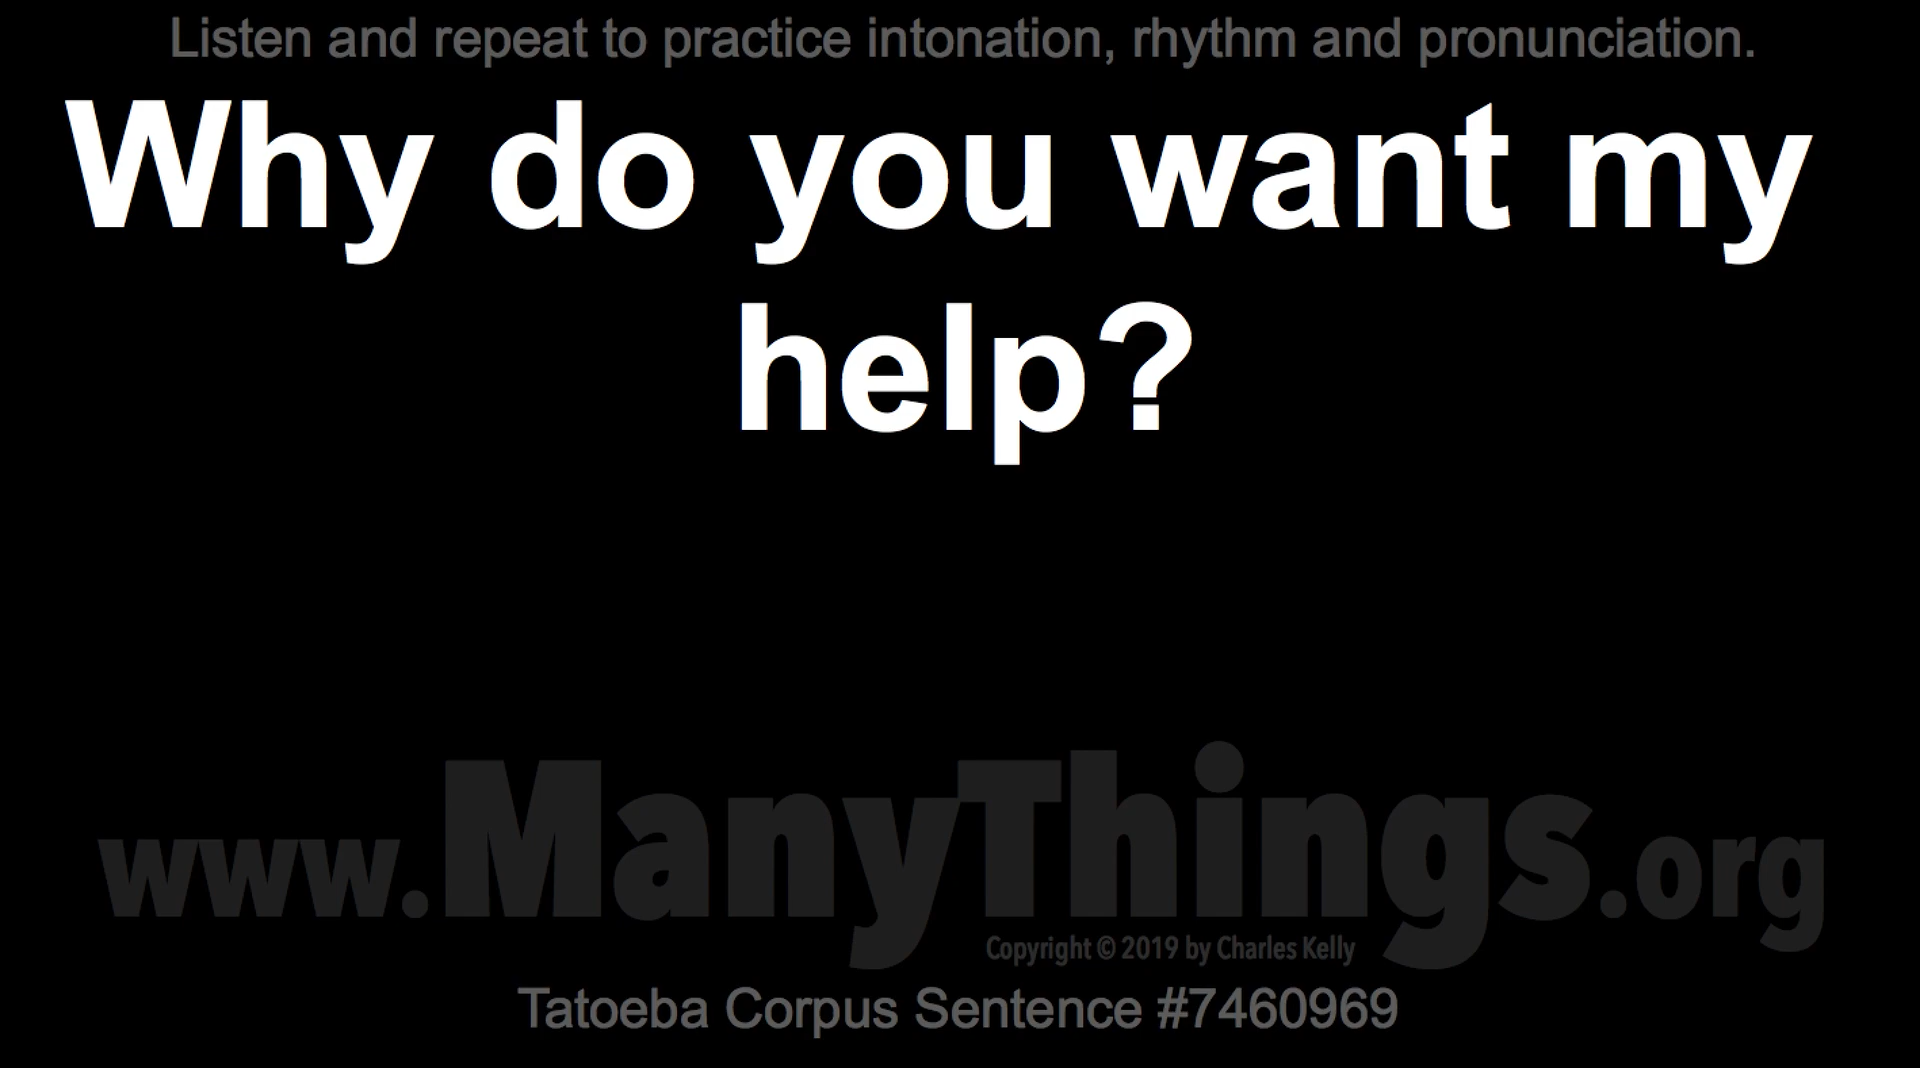 Listen and repeat to practice intonation, rhythm and pronunciation.
Why do you want my
help?
www.ManyThings.org
Copyright © 2019 by Charles Kelly
Tatoeba Corpus Sentence #7460969